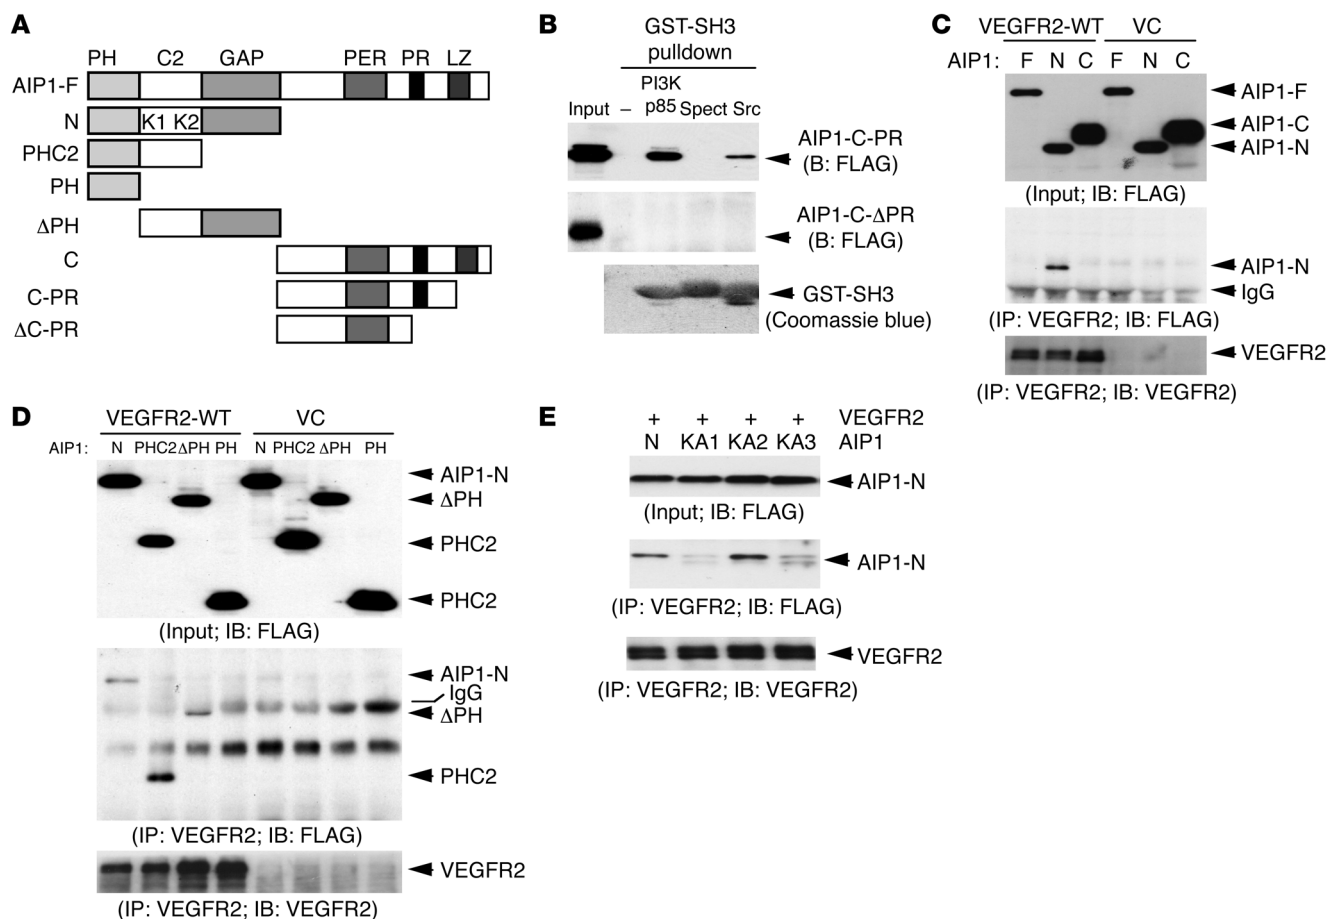 A
PH C2 GAP PER PR LZ
AIP1-F
N K1 K2
PHC2
PH
ΔPH
C
C-PR
ΔC-PR
B
GST-SH3
pulldown
PI3K
Input – p85 Spect Src
AIP1-C-PR
(B: FLAG)
AIP1-C-ΔPR
(B: FLAG)
GST-SH3
(Coomassie blue)
C
VEGFR2-WT VC
AIP1: F N C F N C
AIP1-F
AIP1-C
AIP1-N
(Input; IB: FLAG)
AIP1-N
IgG
(IP: VEGFR2; IB: FLAG)
VEGFR2
(IP: VEGFR2; IB: VEGFR2)
D
VEGFR2-WT VC
AIP1: N PHC2 ΔPH PH N PHC2 ΔPH PH
AIP1-N
ΔPH
PHC2
PHC2
(Input; IB: FLAG)
AIP1-N
IgG
ΔPH
PHC2
(IP: VEGFR2; IB: FLAG)
VEGFR2
(IP: VEGFR2; IB: VEGFR2)
E
+ + + + VEGFR2
N KA1 KA2 KA3 AIP1
AIP1-N
(Input; IB: FLAG)
AIP1-N
(IP: VEGFR2; IB: FLAG)
VEGFR2
(IP: VEGFR2; IB: VEGFR2)